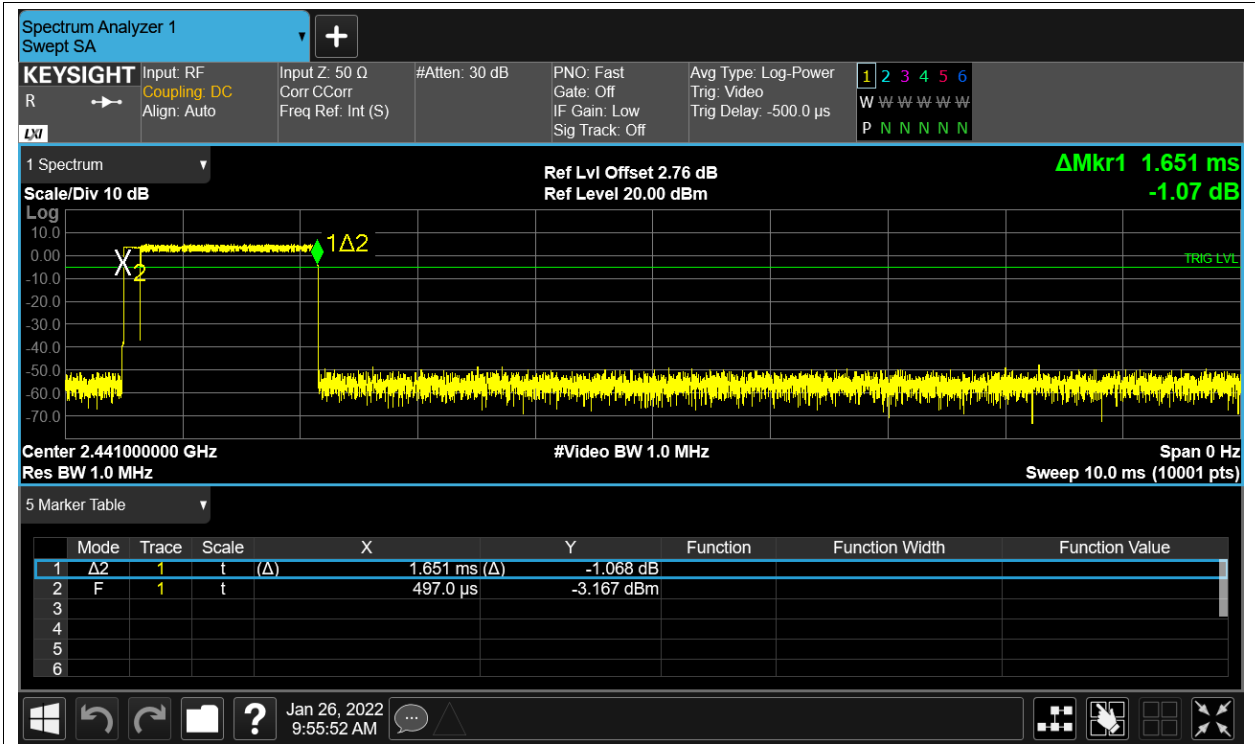 Spectrum Analyzer 1
Swept SA
KEYSIGHT
R
LXI
Input: RF
Coupling: DC
Align: Auto
Input Z: 50 Ω
Corr CCorr
Freq Ref: Int (S)
#Atten: 30 dB
PNO: Fast
Gate: Off
IF Gain: Low
Sig Track: Off
Avg Type: Log-Power
Trig: Video
Trig Delay: -500.0 µs
1 2 3 4 5 6
W W W W W W
P N N N N N
1 Spectrum
Scale/Div 10 dB
Ref Lvl Offset 2.76 dB
Ref Level 20.00 dBm
ΔMkr1 1.651 ms
-1.07 dB
Log
10.0
0.00
-10.0
-20.0
-30.0
-40.0
-50.0
-60.0
-70.0
1Δ2
X2
TRIG LVL
Center 2.441000000 GHz
#Video BW 1.0 MHz
Span 0 Hz
Res BW 1.0 MHz
Sweep 10.0 ms (10001 pts)
5 Marker Table
Mode Trace Scale X Y Function Function Width Function Value
1 Δ2 1 t (Δ) 1.651 ms (Δ) -1.068 dB
2 F 1 t 497.0 µs -3.167 dBm
3
4
5
6
?
Jan 26, 2022
9:55:52 AM